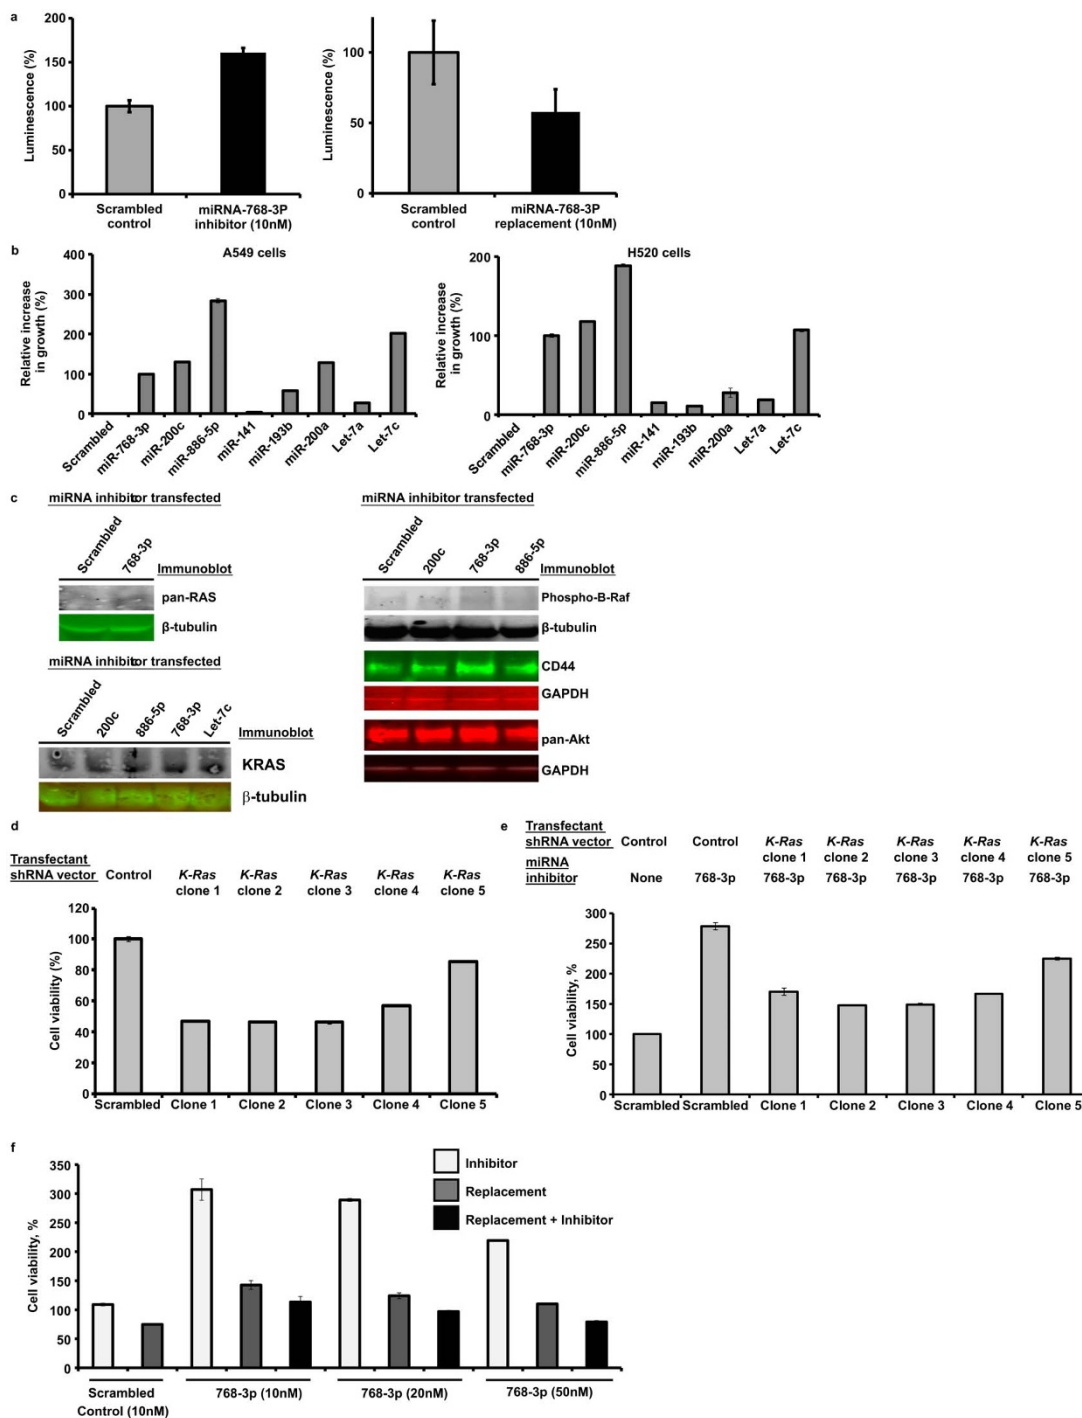 a
Luminescence (%)
200
150
100
50
0
Scrambled
control
miRNA-768-3P
inhibitor (10nM)
Luminescence (%)
100
50
0
Scrambled
control
miRNA-768-3P
replacement (10nM)
b
A549 cells
Relative increase
in growth (%)
400
300
200
100
0
Scrambled
miR-768-3p
miR-200c
miR-886-5p
miR-141
miR-193b
miR-200a
Let-7a
Let-7c
H520 cells
Relative increase
in growth (%)
200
100
0
Scrambled
miR-768-3p
miR-200c
miR-886-5p
miR-141
miR-193b
miR-200a
Let-7a
Let-7c
c
miRNA inhibitor transfected
Scrambled
768-3p
Immunoblot
pan-RAS
β-tubulin
miRNA inhibitor transfected
Scrambled
200c
886-5p
768-3p
Let-7c
Immunoblot
KRAS
β-tubulin
miRNA inhibitor transfected
Scrambled
200c
768-3p
886-5p
Immunoblot
Phospho-B-Raf
β-tubulin
CD44
GAPDH
pan-Akt
GAPDH
d
Transfectant
shRNA vector
Control
K-Ras
clone 1
K-Ras
clone 2
K-Ras
clone 3
K-Ras
clone 4
K-Ras
clone 5
Cell viability (%)
120
100
80
60
40
20
0
Scrambled
Clone 1
Clone 2
Clone 3
Clone 4
Clone 5
e
Transfectant
shRNA vector
miRNA
inhibitor
Control
None
Control
768-3p
K-Ras
clone 1
768-3p
K-Ras
clone 2
768-3p
K-Ras
clone 3
768-3p
K-Ras
clone 4
768-3p
K-Ras
clone 5
768-3p
Cell viability, %
300
250
200
150
100
50
0
Scrambled
Scrambled
Clone 1
Clone 2
Clone 3
Clone 4
Clone 5
f
Cell viability, %
350
300
250
200
150
100
50
0
Inhibitor
Replacement
Replacement + Inhibitor
Scrambled
Control (10nM)
768-3p (10nM)
768-3p (20nM)
768-3p (50nM)